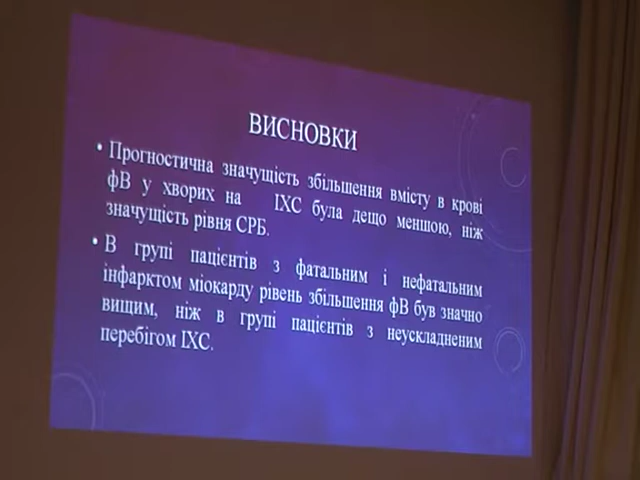 ВИСНОВКИ
• Прогностична значущість збільшення вмісту в крові
фВ у хворих на ІХС була дещо меншою, ніж
значущість рівня СРБ.
• В групі пацієнтів з фатальним і нефатальним
інфарктом міокарду рівень збільшення фВ був значно
вищим, ніж в групі пацієнтів з неускладненим
перебігом ІХС.